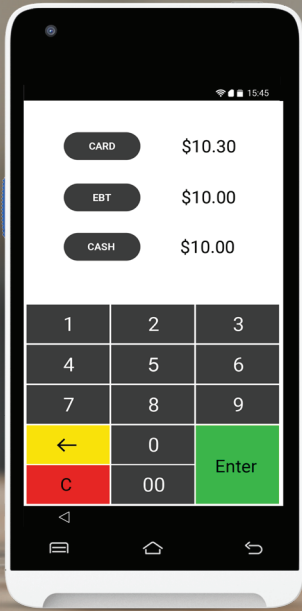 15:45
CARD $10.30
EBT $10.00
CASH $10.00
1 2 3
4 5 6
7 8 9
← 0
Enter
C 00